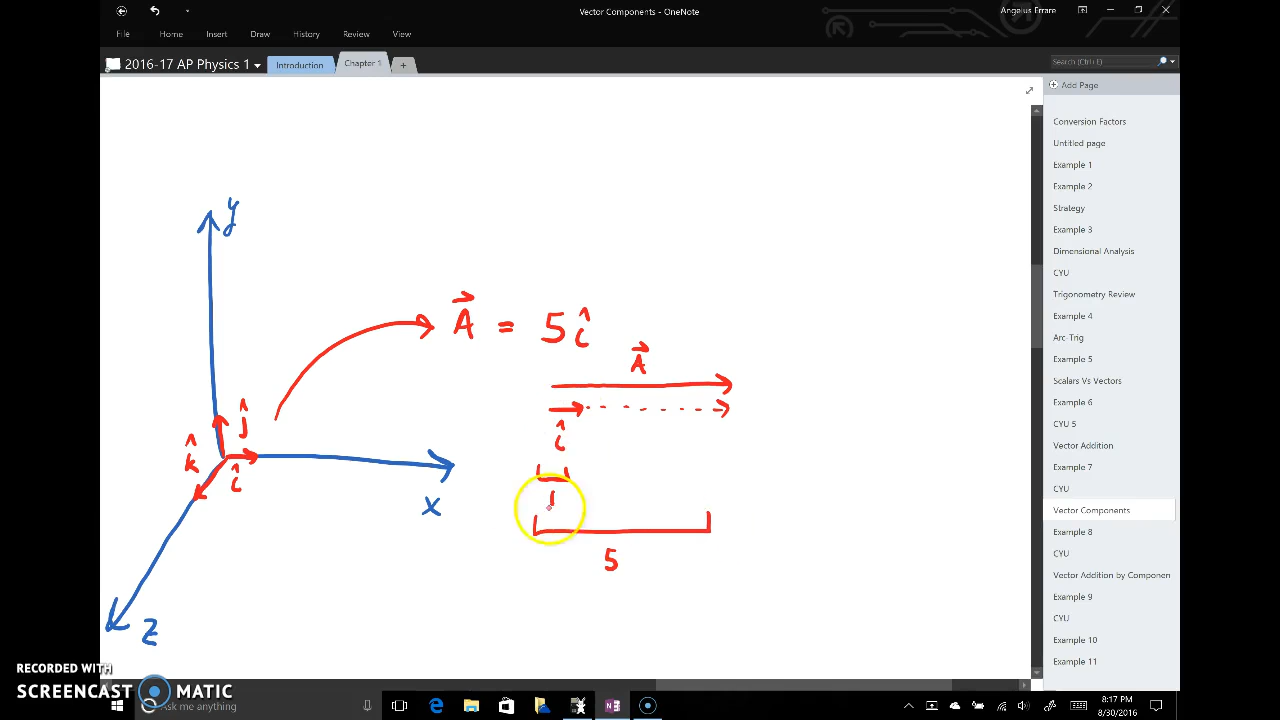 Vector Components - OneNote
Angelus Errare
File Home Insert Draw History Review View
2016-17 AP Physics 1
Introduction
Chapter 1
+
Search (Ctrl+E)
Add Page
Conversion Factors
Untitled page
Example 1
Example 2
Strategy
Example 3
Dimensional Analysis
CYU
Trigonometry Review
Example 4
Arc-Trig
Example 5
Scalars Vs Vectors
Example 6
CYU 5
Vector Addition
Example 7
CYU
Vector Components
Example 8
CYU
Vector Addition by Componen
Example 9
CYU
Example 10
Example 11
y
A⃗ = 5î
A⃗
ĵ
k̂
î
î
x
1
5
z
RECORDED WITH
SCREENCAST MATIC
Ask me anything
8:17 PM
8/30/2016